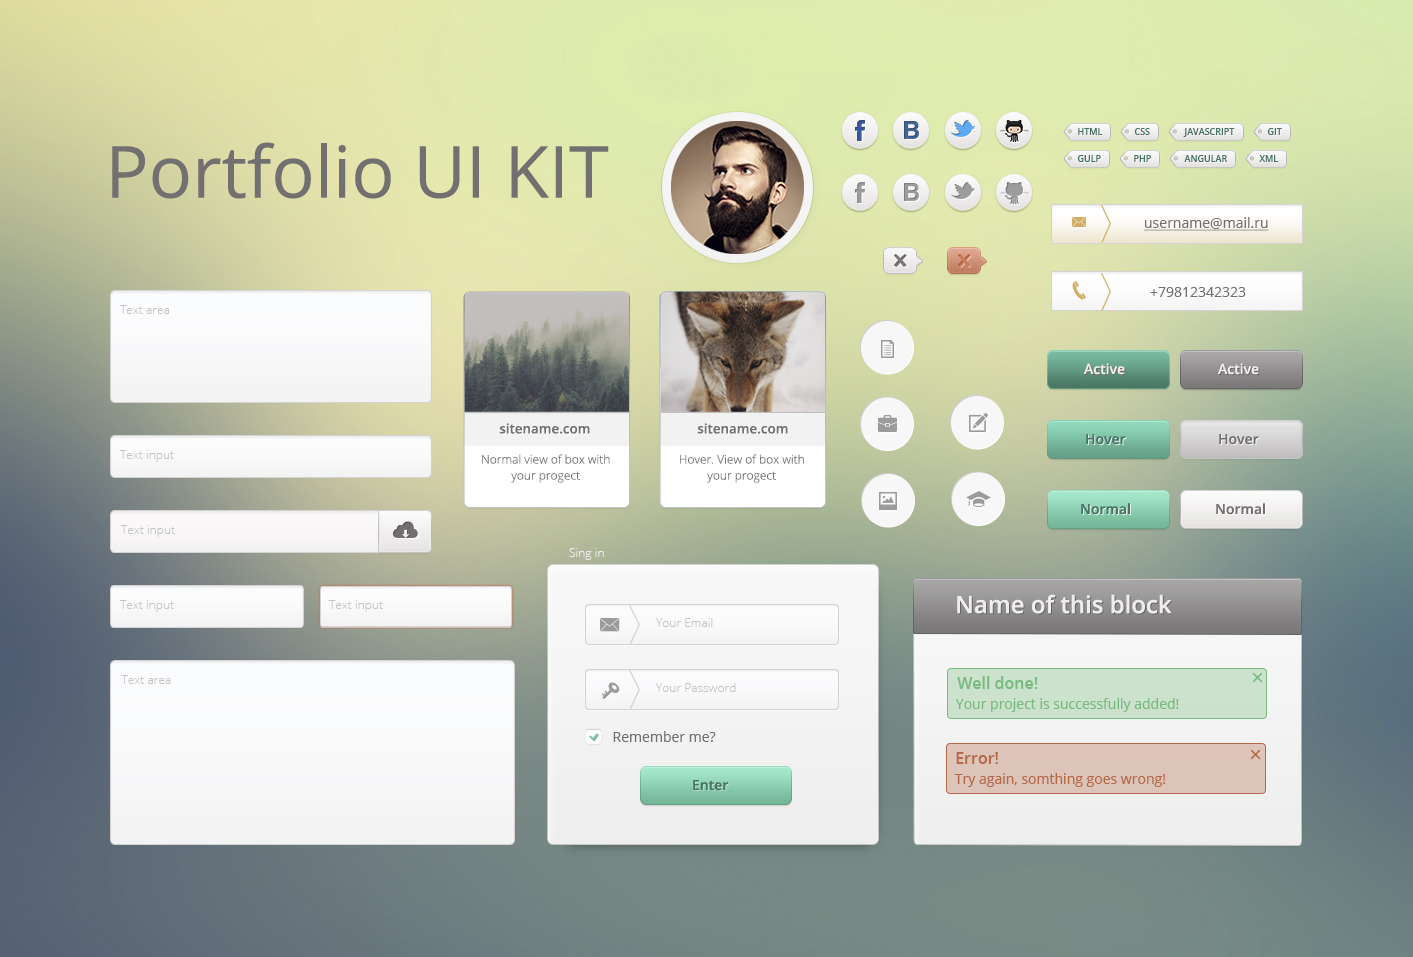 Portfolio UI KIT
f
B
f
B
HTML
CSS
JAVASCRIPT
GIT
GULP
PHP
ANGULAR
XML
username@mail.ru
+79812342323
Text area
Text input
Text input
Text input
Text input
Text area
sitename.com
Normal view of box with
your progect
sitename.com
Hover. View of box with
your progect
Active
Active
Hover
Hover
Normal
Normal
Sing in
Your Email
Your Password
Remember me?
Enter
Name of this block
Well done!
Your project is successfully added!
Error!
Try again, somthing goes wrong!